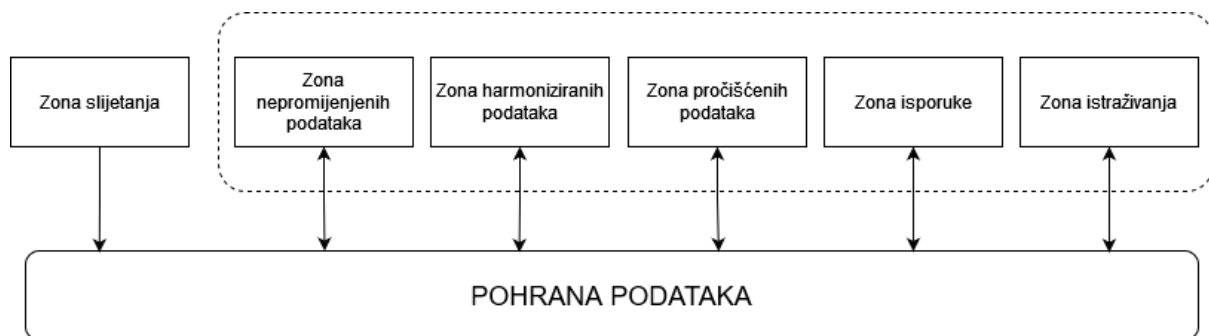 Zona slijetanja
Zona
nepromijenjenih
podataka
Zona harmoniziranih
podataka
Zona pročišćenih
podataka
Zona isporuke
Zona istraživanja
POHRANA PODATAKA